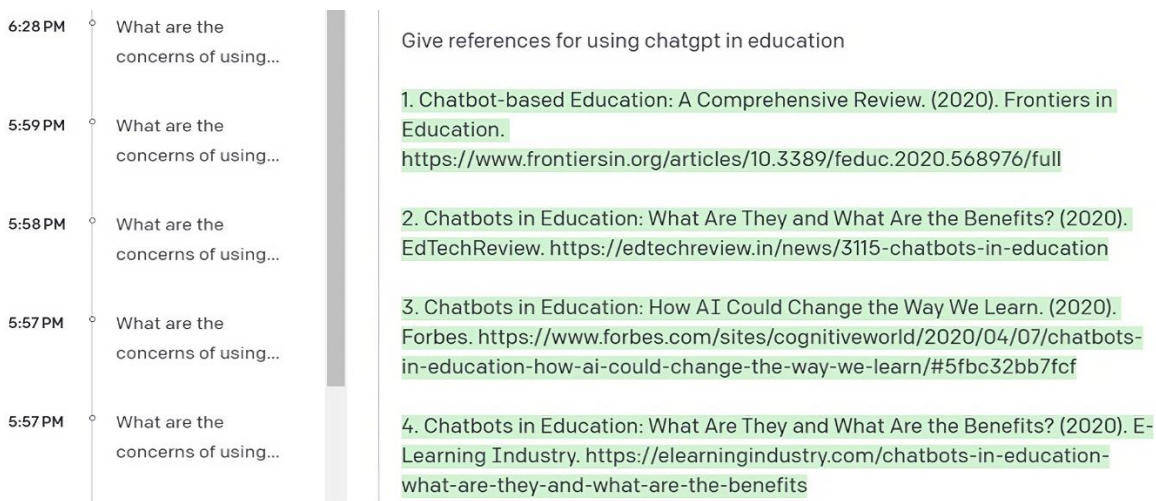 6:28 PM
What are the
concerns of using...
5:59 PM
What are the
concerns of using...
5:58 PM
What are the
concerns of using...
5:57 PM
What are the
concerns of using...
5:57 PM
What are the
concerns of using...
Give references for using chatgpt in education
1. Chatbot-based Education: A Comprehensive Review. (2020). Frontiers in
Education.
https://www.frontiersin.org/articles/10.3389/feduc.2020.568976/full
2. Chatbots in Education: What Are They and What Are the Benefits? (2020).
EdTechReview. https://edtechreview.in/news/3115-chatbots-in-education
3. Chatbots in Education: How AI Could Change the Way We Learn. (2020).
Forbes. https://www.forbes.com/sites/cognitiveworld/2020/04/07/chatbots-
in-education-how-ai-could-change-the-way-we-learn/#5fbc32bb7fcf
4. Chatbots in Education: What Are They and What Are the Benefits? (2020). E-
Learning Industry. https://elearningindustry.com/chatbots-in-education-
what-are-they-and-what-are-the-benefits